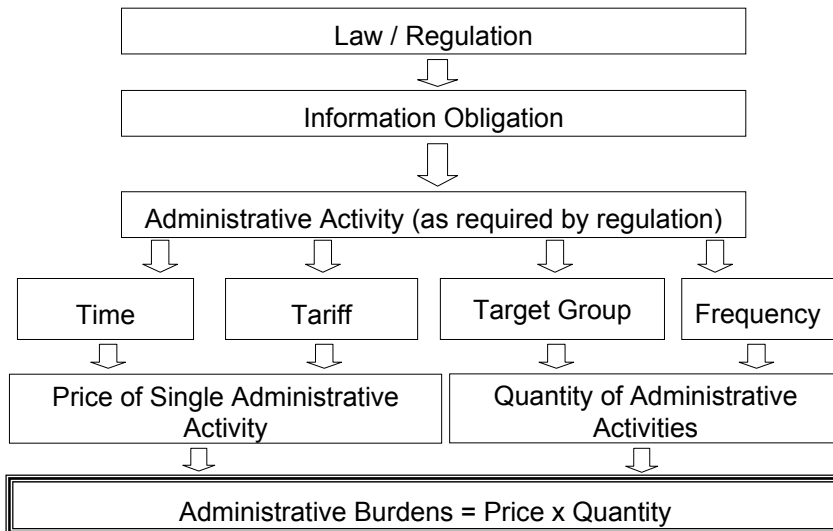 Law / Regulation
Information Obligation
Administrative Activity (as required by regulation)
Time
Tariff
Target Group
Frequency
Price of Single Administrative
Activity
Quantity of Administrative
Activities
Administrative Burdens = Price x Quantity